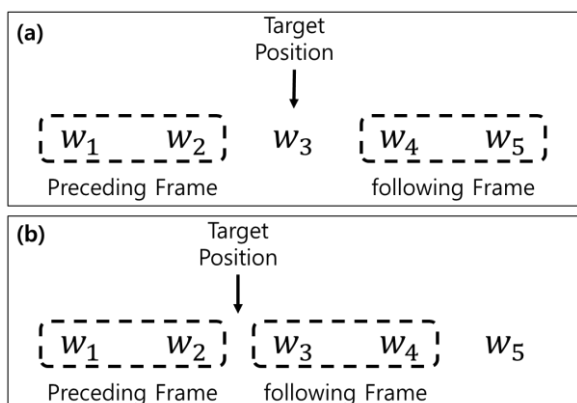 (a)
Target
Position
w₁ w₂ w₃ w₄ w₅
Preceding Frame following Frame
(b)
Target
Position
w₁ w₂ w₃ w₄ w₅
Preceding Frame following Frame